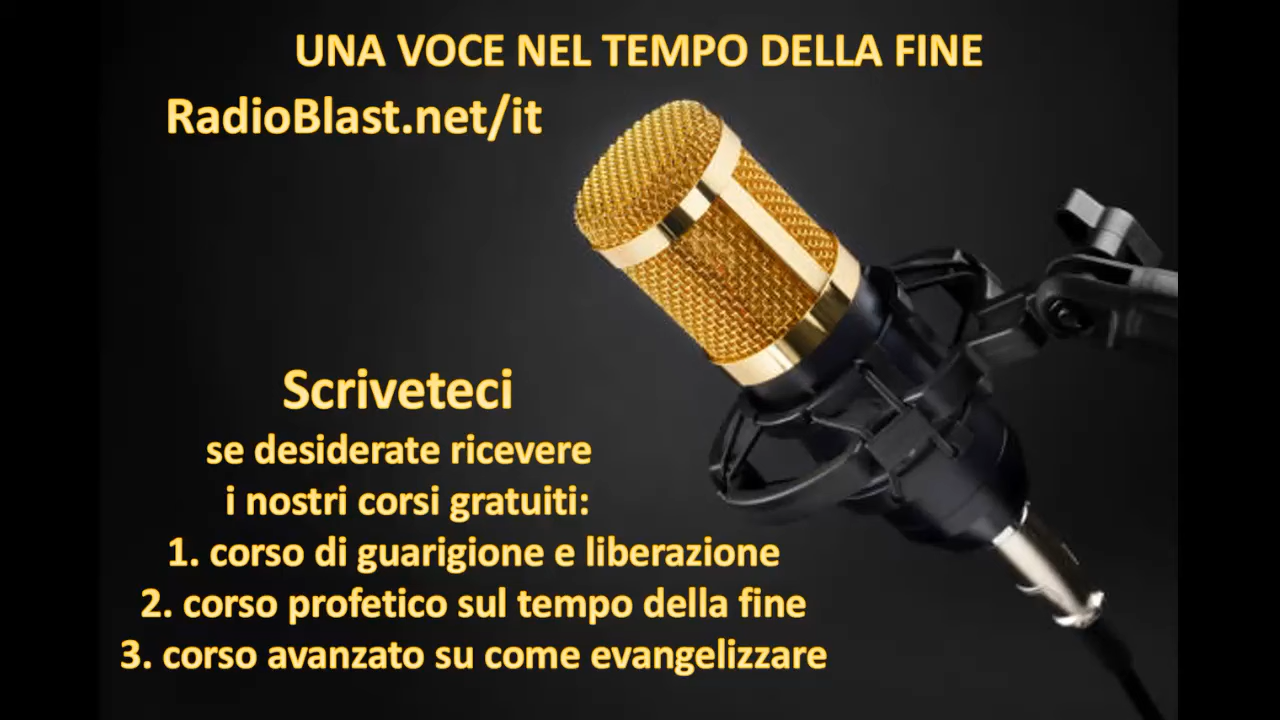 UNA VOCE NEL TEMPO DELLA FINE
RadioBlast.net/it
Scriveteci
se desiderate ricevere
i nostri corsi gratuiti:
1. corso di guarigione e liberazione
2. corso profetico sul tempo della fine
3. corso avanzato su come evangelizzare